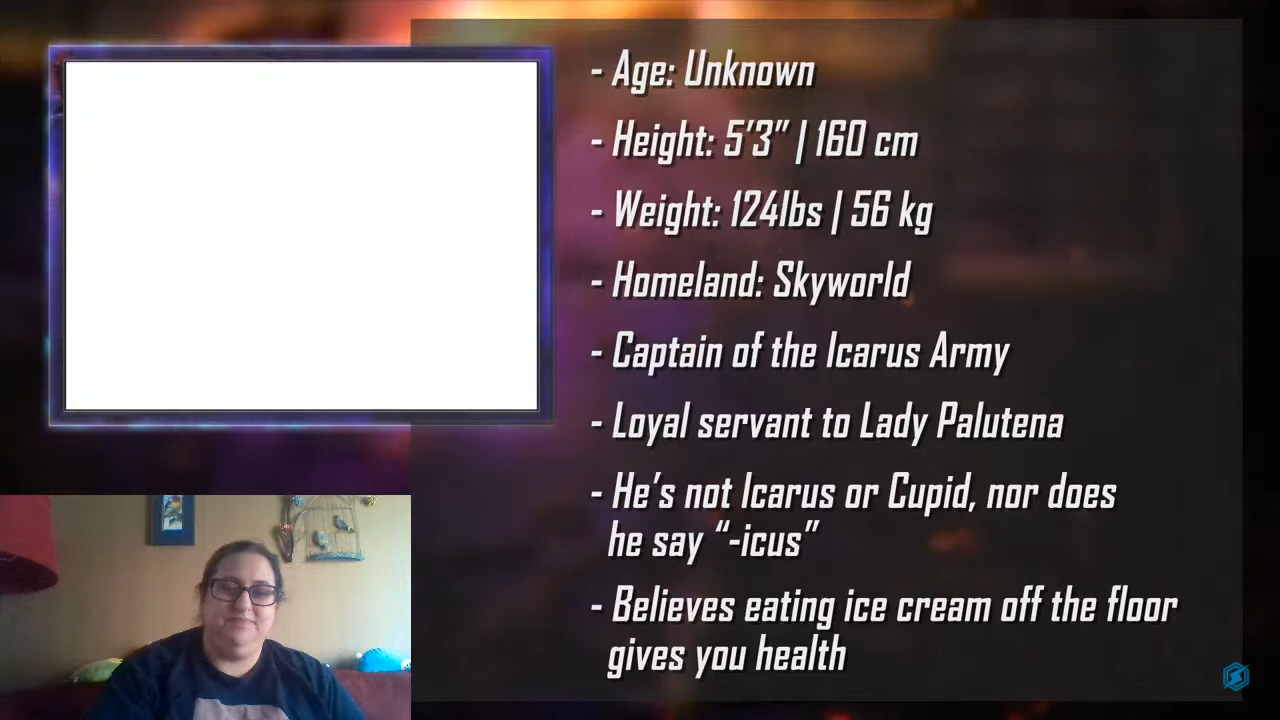 - Age: Unknown
- Height: 5'3" | 160 cm
- Weight: 124lbs | 56 kg
- Homeland: Skyworld
- Captain of the Icarus Army
- Loyal servant to Lady Palutena
- He's not Icarus or Cupid, nor does
he say “-icus”
- Believes eating ice cream off the floor
gives you health